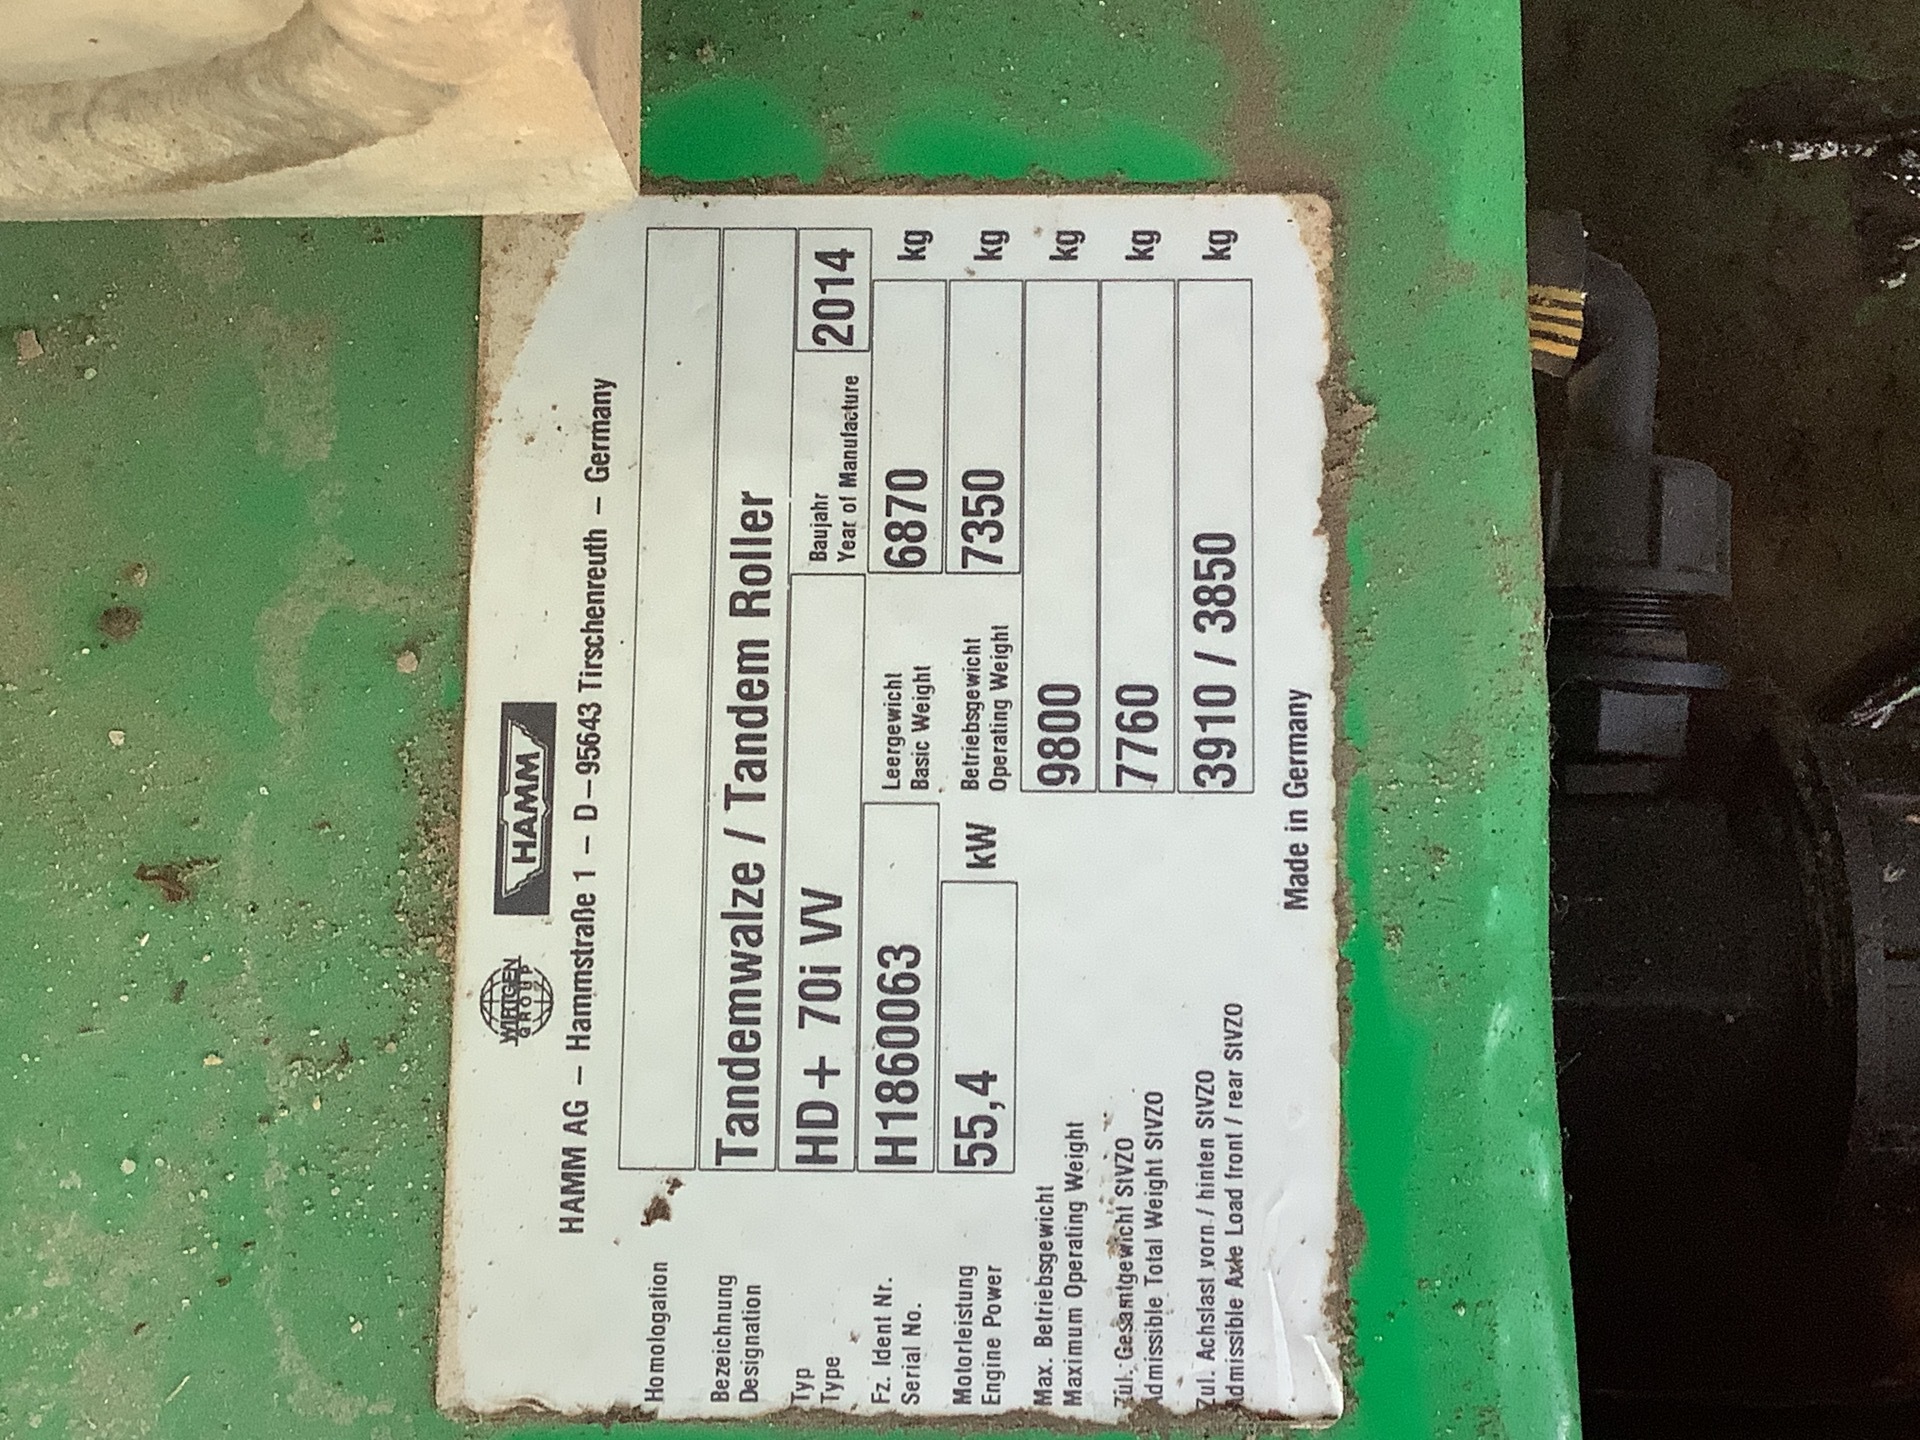 WIRTGEN
GROUP
HAMM
HAMM AG – Hammstraße 1 – D–95643 Tirschenreuth – Germany
Homologation
Bezeichnung
Designation
Tandemwalze / Tandem Roller
Typ
Type
HD+ 70i VV
Baujahr
Year of Manufacture
2014
Fz. Ident Nr.
Serial No.
H1860063
Leergewicht
Basic Weight
6870 kg
Motorleistung
Engine Power
55,4 kW
Betriebsgewicht
Operating Weight
7350 kg
Max. Betriebsgewicht
Maximum Operating Weight
9800 kg
Zul. Gesamtgewicht StVZO
Admissible Total Weight StVZO
7760 kg
Zul. Achslast vorn / hinten StVZO
Admissible Axle Load front / rear StVZO
3910 / 3850 kg
Made in Germany